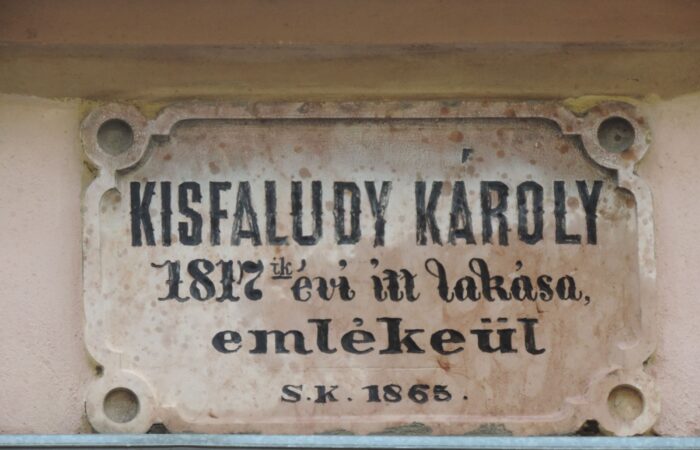 KISFALUDY KÁROLY
1817ik évi itt lakása,
emlékeül
S.K. 1865.